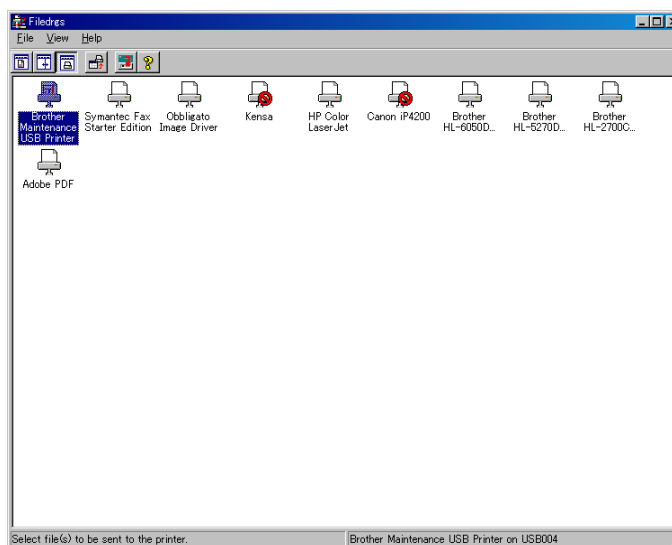 Filedrgs
File View Help
Brother
Maintenance
USB Printer
Symantec Fax
Starter Edition
Obbligato
Image Driver
Kensa
HP Color
LaserJet
Canon iP4200
Brother
HL-6050D...
Brother
HL-5270D...
Brother
HL-2700C...
Adobe PDF
Select file(s) to be sent to the printer.
Brother Maintenance USB Printer on USB004